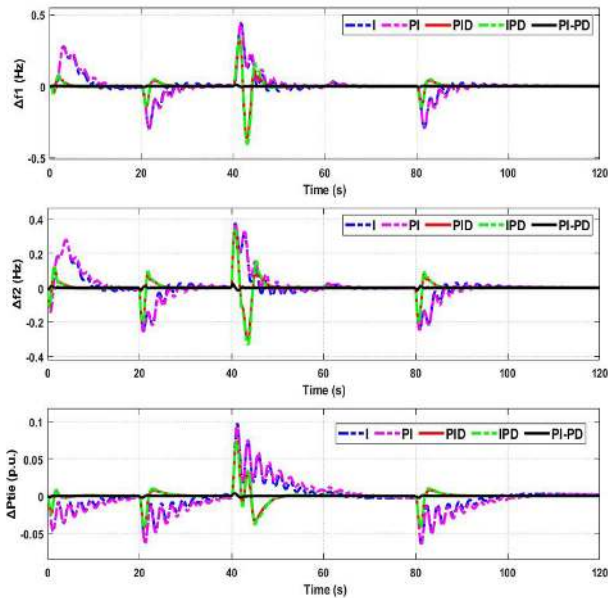 I PI PID IPD PI-PD
0.5
0
-0.5
Δf1 (Hz)
0 20 40 60 80 100 120
Time (s)
I PI PID IPD PI-PD
0.4
0.2
0
-0.2
-0.4
Δf2 (Hz)
0 20 40 60 80 100 120
Time (s)
I PI PID IPD PI-PD
0.1
0.05
0
-0.05
ΔPtie (p.u.)
0 20 40 60 80 100 120
Time (s)